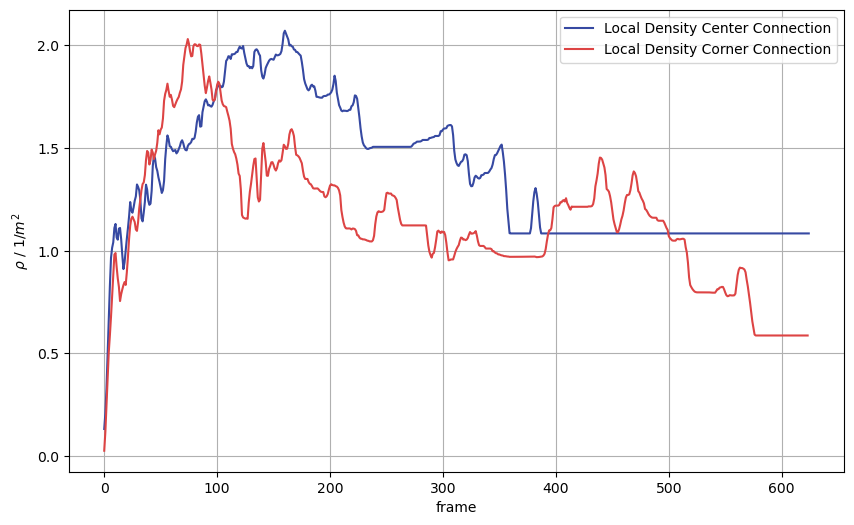 Local Density Center Connection
Local Density Corner Connection
2.0
1.5
1.0
0.5
0.0
ρ / 1/m²
0 100 200 300 400 500 600
frame